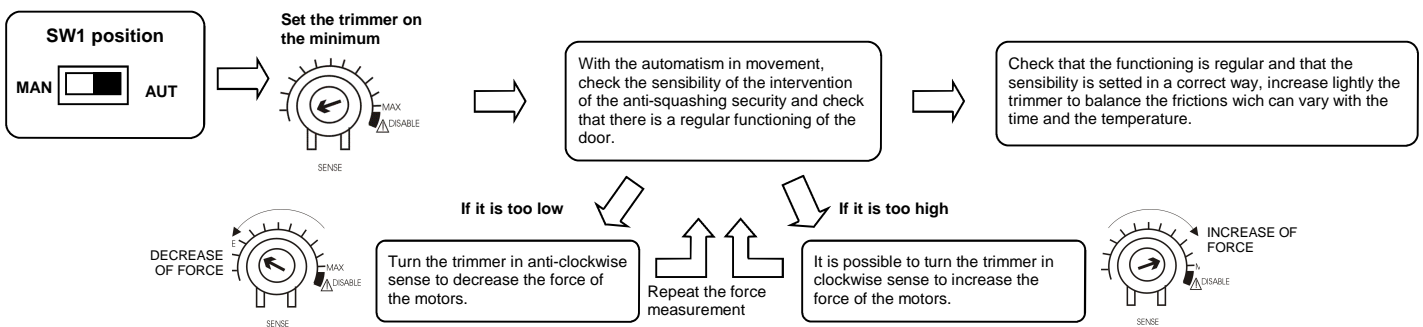 SW1 position
MAN
AUT
Set the trimmer on
the minimum
MAX
DISABLE
SENSE
With the automatism in movement,
check the sensibility of the intervention
of the anti-squashing security and check
that there is a regular functioning of the
door.
Check that the functioning is regular and that the
sensibility is setted in a correct way, increase lightly the
trimmer to balance the frictions wich can vary with the
time and the temperature.
If it is too low
If it is too high
DECREASE
OF FORCE
E
MAX
DISABLE
SENSE
Turn the trimmer in anti-clockwise
sense to decrease the force of
the motors.
Repeat the force
measurement
It is possible to turn the trimmer in
clockwise sense to increase the
force of the motors.
INCREASE OF
FORCE
M
DISABLE
SENSE